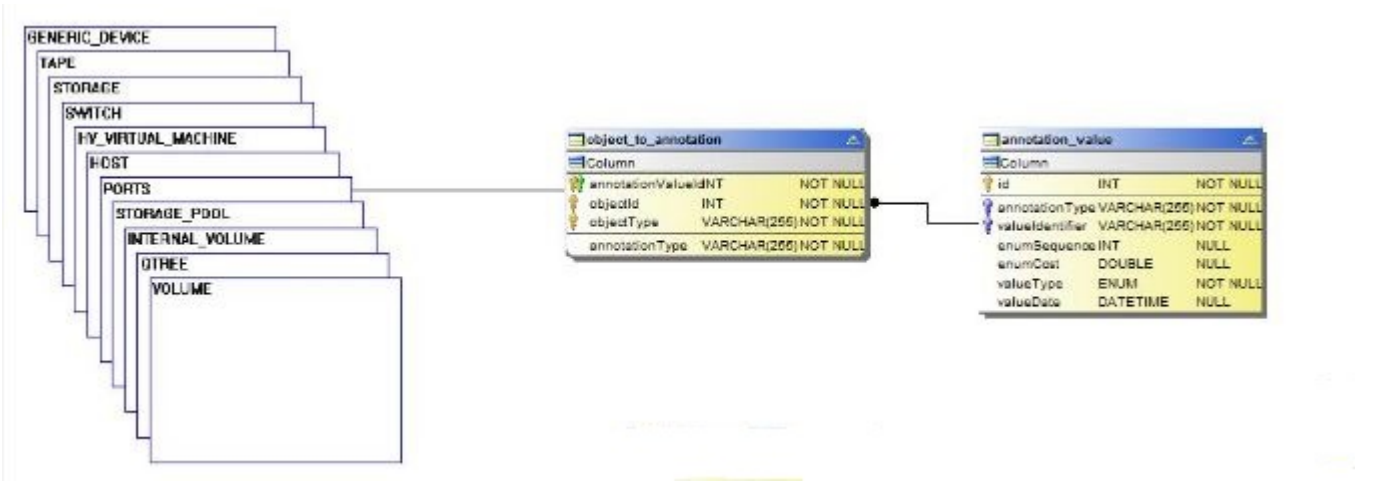 GENERIC_DEVICE
TAPE
STORAGE
SWITCH
HV_VIRTUAL_MACHINE
HOST
PORTS
STORAGE_POOL
INTERNAL_VOLUME
QTREE
VOLUME
object_to_annotation
Column
annotationValueId INT NOT NULL
objectId INT NOT NULL
objectType VARCHAR(255) NOT NULL
annotationType VARCHAR(255) NOT NULL
annotation_value
Column
id INT NOT NULL
annotationType VARCHAR(255) NOT NULL
valueIdentifier VARCHAR(255) NOT NULL
enumSequence INT NULL
enumCost DOUBLE NULL
valueType ENUM NOT NULL
valueDate DATETIME NULL